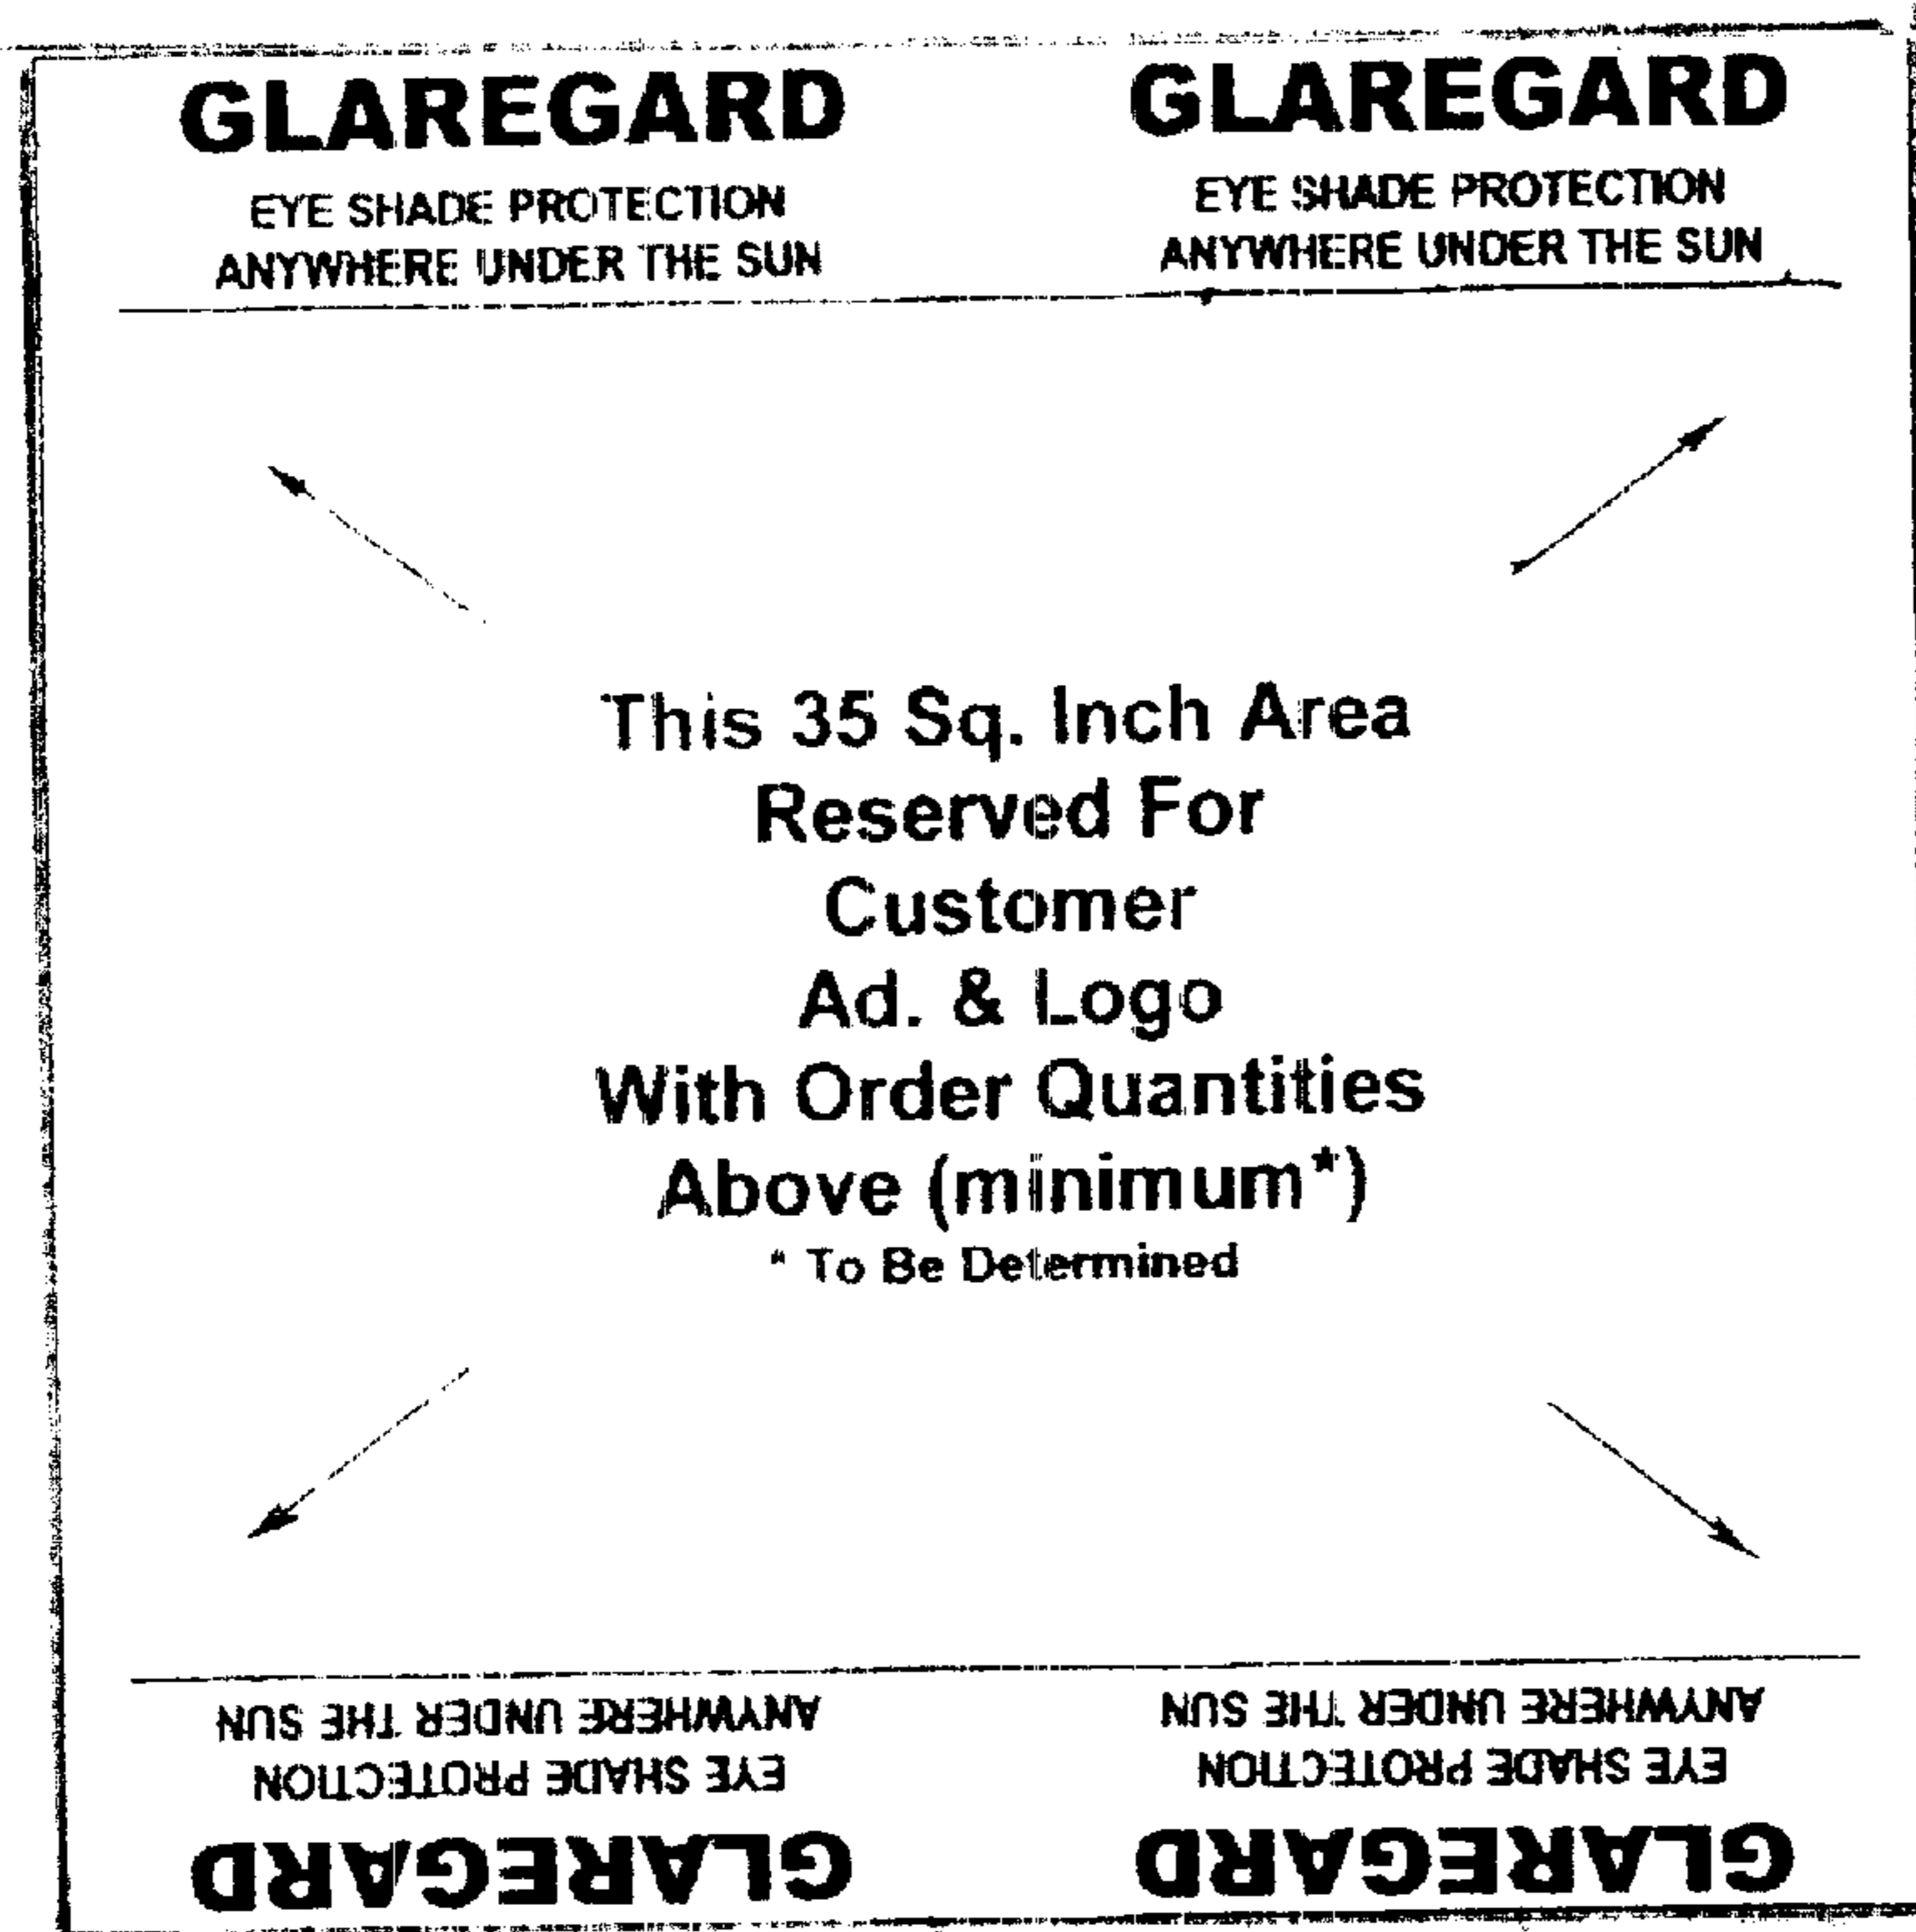 GLAREGARD
EYE SHADE PROTECTION
ANYWHERE UNDER THE SUN
GLAREGARD
EYE SHADE PROTECTION
ANYWHERE UNDER THE SUN
This 35 Sq. Inch Area
Reserved For
Customer
Ad. & Logo
With Order Quantities
Above (minimum*)
* To Be Determined
GLAREGARD
EYE SHADE PROTECTION
ANYWHERE UNDER THE SUN
GLAREGARD
EYE SHADE PROTECTION
ANYWHERE UNDER THE SUN